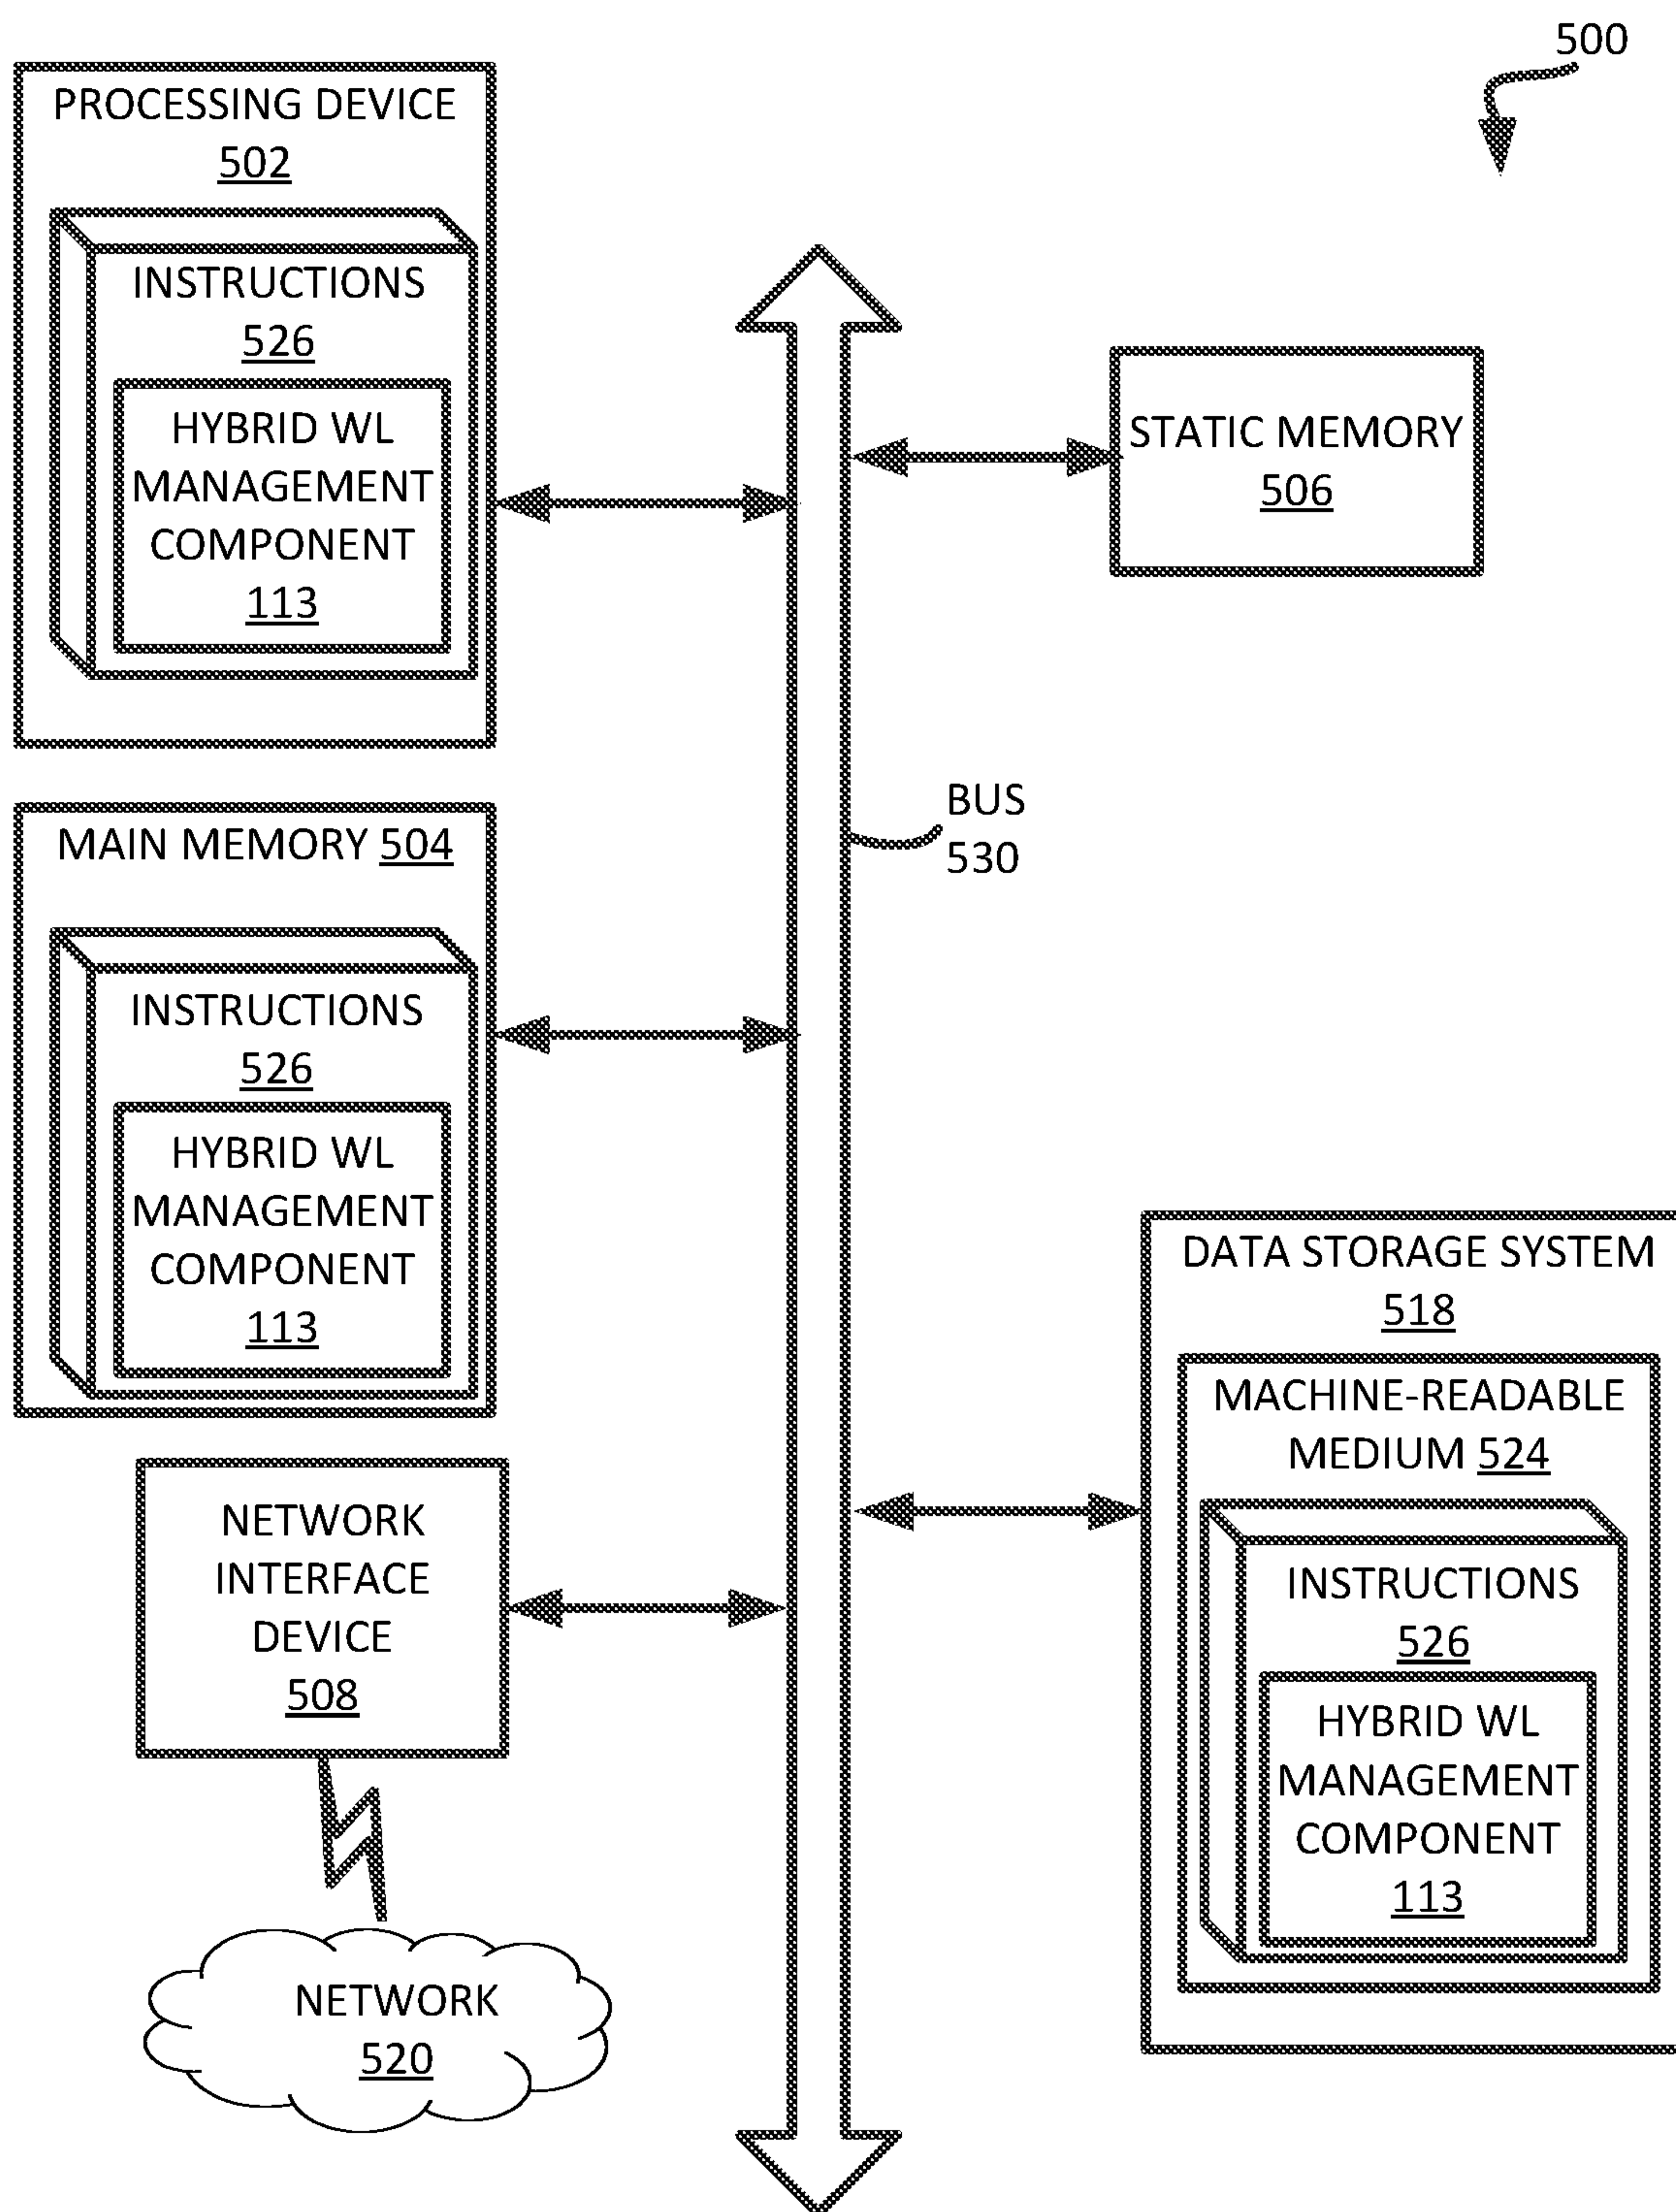 500
PROCESSING DEVICE
502
INSTRUCTIONS
526
HYBRID WL
MANAGEMENT
COMPONENT
113
STATIC MEMORY
506
BUS
530
MAIN MEMORY 504
INSTRUCTIONS
526
HYBRID WL
MANAGEMENT
COMPONENT
113
DATA STORAGE SYSTEM
518
MACHINE-READABLE
MEDIUM 524
INSTRUCTIONS
526
HYBRID WL
MANAGEMENT
COMPONENT
113
NETWORK
INTERFACE
DEVICE
508
NETWORK
520